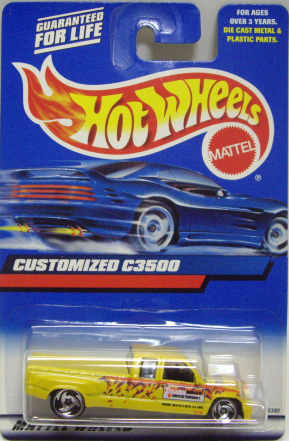 GUARANTEED
FOR LIFE
FOR AGES
OVER 3 YEARS.
DIE CAST METAL &
PLASTIC PARTS.
HOT WHEELS
MATTEL
®
CUSTOMIZED C3500